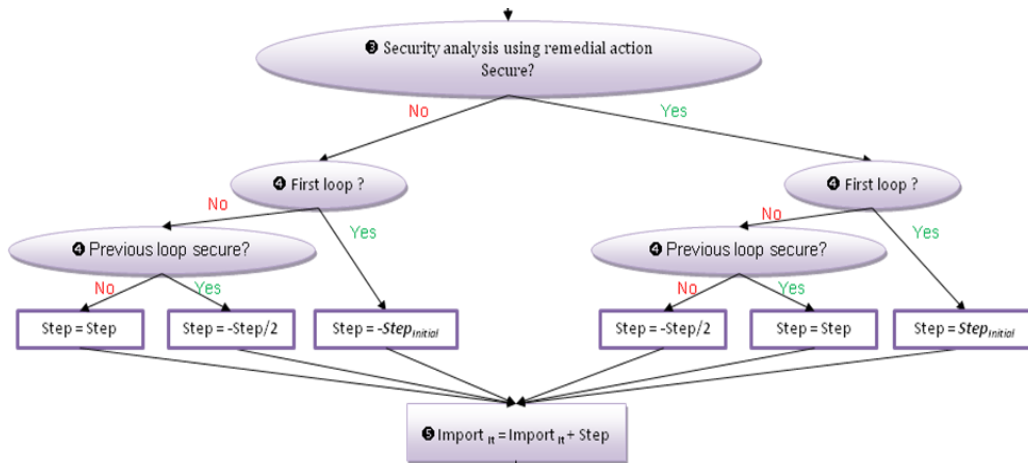 ❸ Security analysis using remedial action
Secure?
No
Yes
❹ First loop ?
❹ First loop ?
No
Yes
No
Yes
❹ Previous loop secure?
❹ Previous loop secure?
No
Yes
No
Yes
Step = Step
Step = -Step/2
Step = -Step_Initial
Step = -Step/2
Step = Step
Step = Step_Initial
❺ Import_It = Import_It + Step